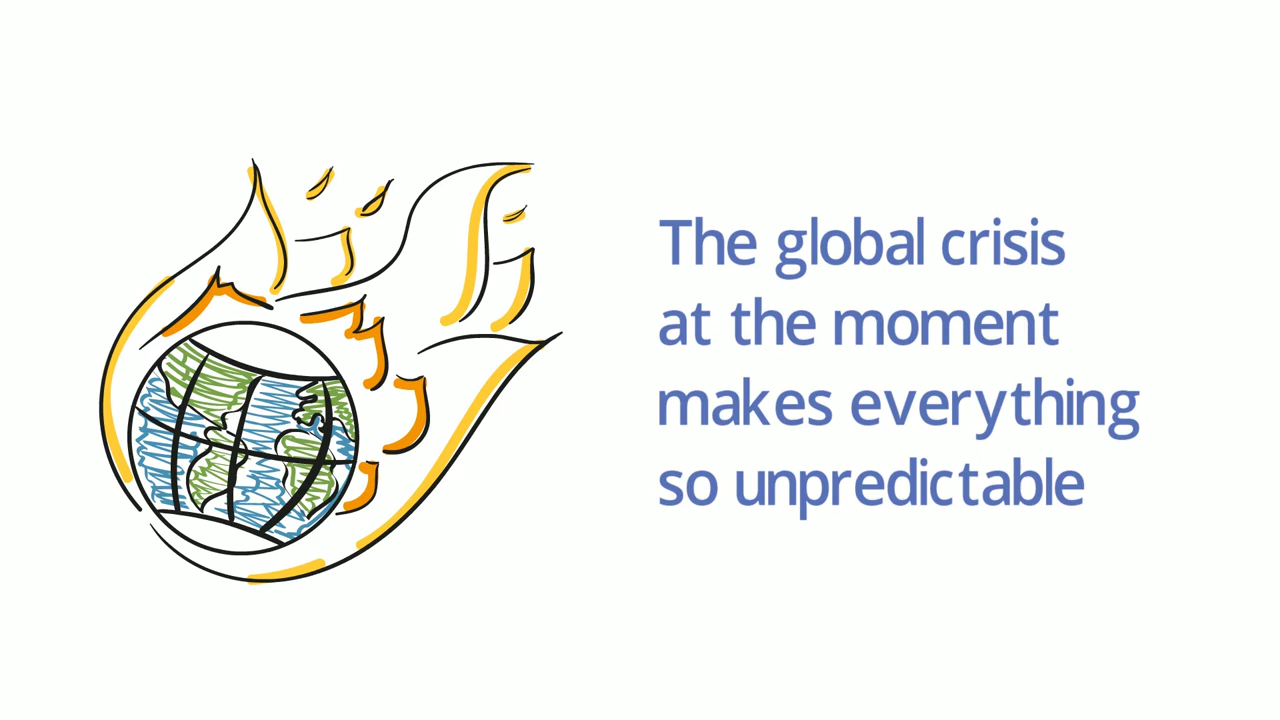 The global crisis
at the moment
makes everything
so unpredictable